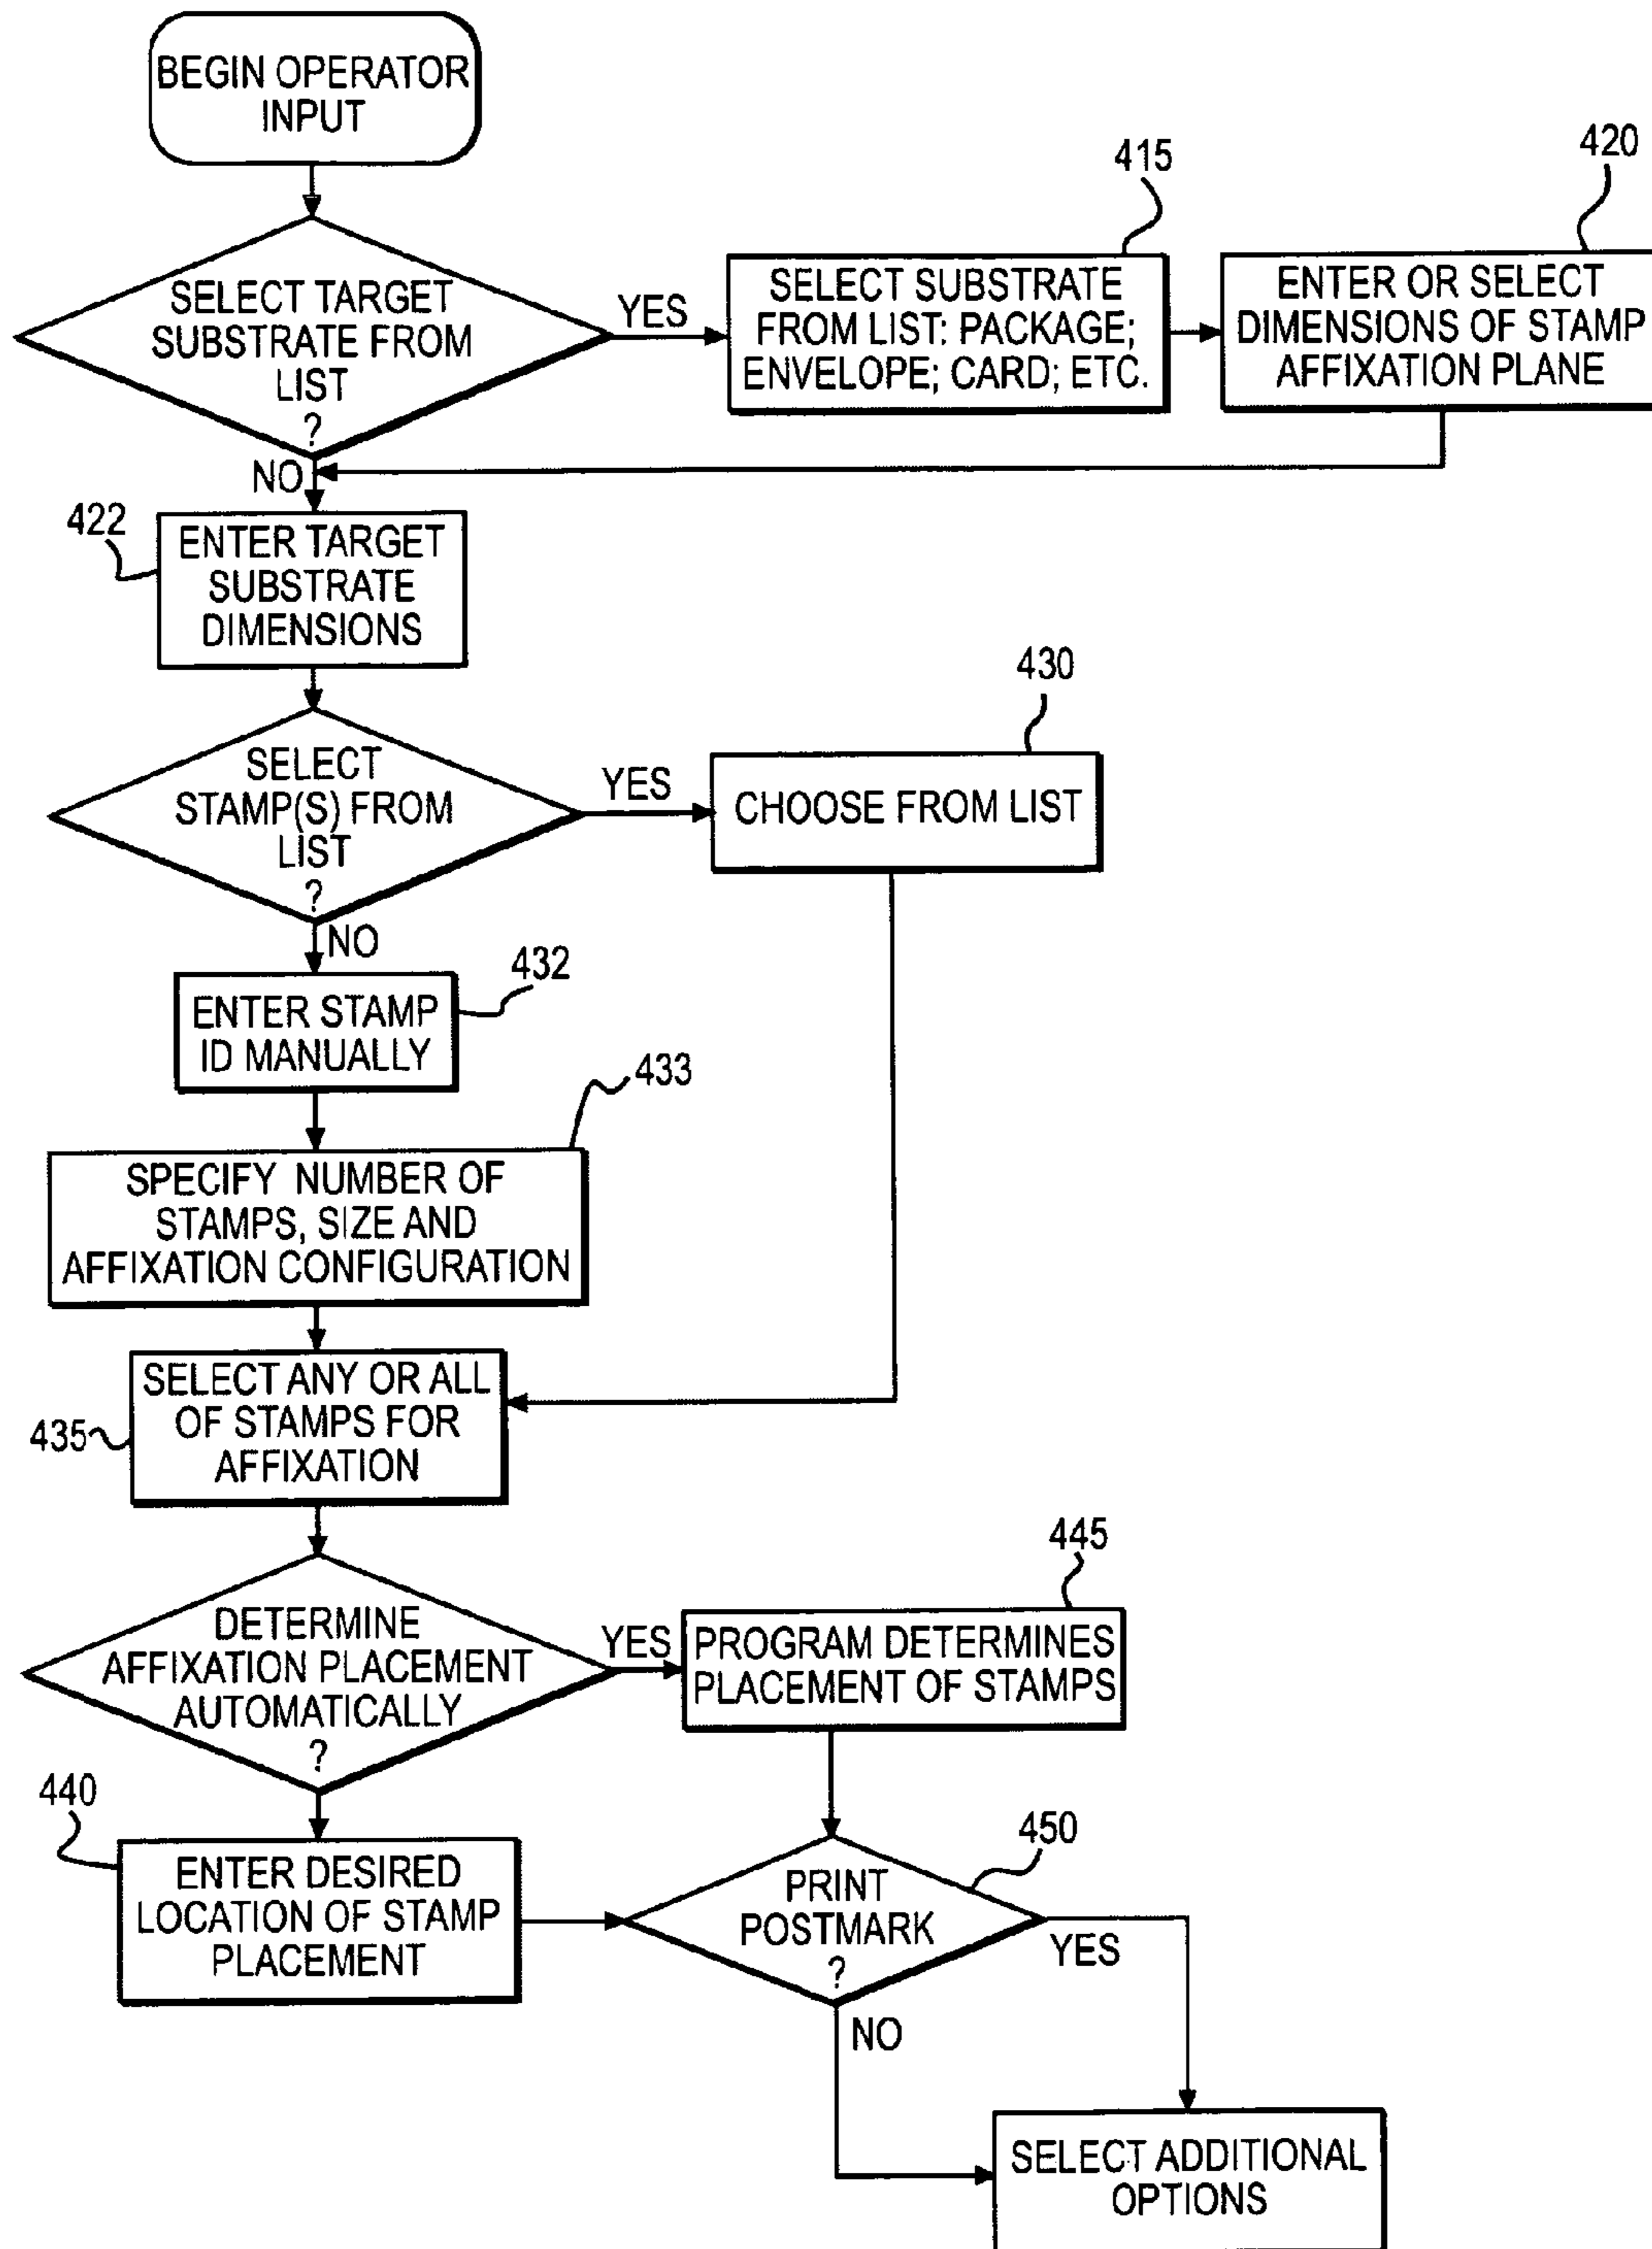 BEGIN OPERATOR
INPUT
SELECT TARGET
SUBSTRATE FROM
LIST
?
YES
415
SELECT SUBSTRATE
FROM LIST: PACKAGE;
ENVELOPE; CARD; ETC.
420
ENTER OR SELECT
DIMENSIONS OF STAMP
AFFIXATION PLANE
NO
422
ENTER TARGET
SUBSTRATE
DIMENSIONS
SELECT
STAMP(S) FROM
LIST
?
YES
430
CHOOSE FROM LIST
NO
432
ENTER STAMP
ID MANUALLY
433
SPECIFY NUMBER OF
STAMPS, SIZE AND
AFFIXATION CONFIGURATION
435
SELECT ANY OR ALL
OF STAMPS FOR
AFFIXATION
DETERMINE
AFFIXATION PLACEMENT
AUTOMATICALLY
?
YES
445
PROGRAM DETERMINES
PLACEMENT OF STAMPS
440
ENTER DESIRED
LOCATION OF STAMP
PLACEMENT
450
PRINT
POSTMARK
?
YES
NO
SELECT ADDITIONAL
OPTIONS